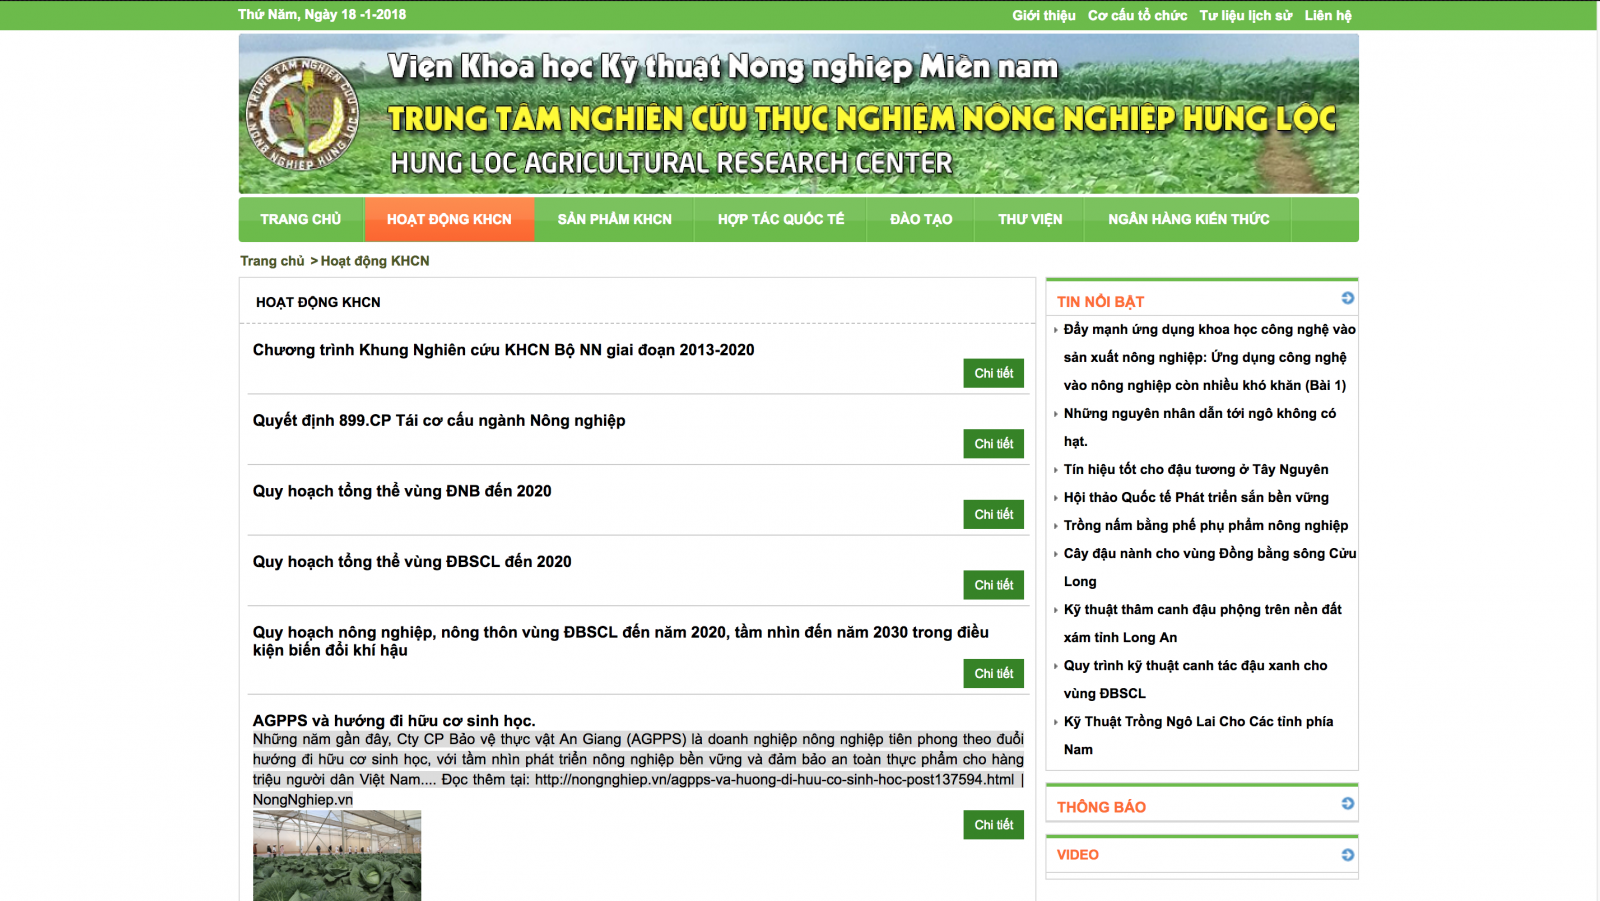 Thứ Năm, Ngày 18 -1-2018
Giới thiệu Cơ cấu tổ chức Tư liệu lịch sử Liên hệ
TRUNG TÂM NGHIÊN CỨU
NÔNG NGHIỆP HƯNG LỘC
Viện Khoa học Kỹ thuật Nông nghiệp Miền nam
TRUNG TÂM NGHIÊN CỨU THỰC NGHIỆM NÔNG NGHIỆP HƯNG LỘC
HUNG LOC AGRICULTURAL RESEARCH CENTER
TRANG CHỦ HOẠT ĐỘNG KHCN SẢN PHẨM KHCN HỢP TÁC QUỐC TẾ ĐÀO TẠO THƯ VIỆN NGÂN HÀNG KIẾN THỨC
Trang chủ > Hoạt động KHCN
HOẠT ĐỘNG KHCN
Chương trình Khung Nghiên cứu KHCN Bộ NN giai đoạn 2013-2020
Chi tiết
Quyết định 899.CP Tái cơ cấu ngành Nông nghiệp
Chi tiết
Quy hoạch tổng thể vùng ĐNB đến 2020
Chi tiết
Quy hoạch tổng thể vùng ĐBSCL đến 2020
Chi tiết
Quy hoạch nông nghiệp, nông thôn vùng ĐBSCL đến năm 2020, tầm nhìn đến năm 2030 trong điều
kiện biến đổi khí hậu
Chi tiết
AGPPS và hướng đi hữu cơ sinh học.
Những năm gần đây, Cty CP Bảo vệ thực vật An Giang (AGPPS) là doanh nghiệp nông nghiệp tiên phong theo đuổi
hướng đi hữu cơ sinh học, với tầm nhìn phát triển nông nghiệp bền vững và đảm bảo an toàn thực phẩm cho hàng
triệu người dân Việt Nam.... Đọc thêm tại: http://nongnghiep.vn/agpps-va-huong-di-huu-co-sinh-hoc-post137594.html |
NongNghiep.vn
Chi tiết
TIN NỔI BẬT
Đẩy mạnh ứng dụng khoa học công nghệ vào
sản xuất nông nghiệp: Ứng dụng công nghệ
vào nông nghiệp còn nhiều khó khăn (Bài 1)
Những nguyên nhân dẫn tới ngô không có
hạt.
Tín hiệu tốt cho đậu tương ở Tây Nguyên
Hội thảo Quốc tế Phát triển sắn bền vững
Trồng nấm bằng phế phụ phẩm nông nghiệp
Cây đậu nành cho vùng Đồng bằng sông Cửu
Long
Kỹ thuật thâm canh đậu phộng trên nền đất
xám tỉnh Long An
Quy trình kỹ thuật canh tác đậu xanh cho
vùng ĐBSCL
Kỹ Thuật Trồng Ngô Lai Cho Các tỉnh phía
Nam
THÔNG BÁO
VIDEO